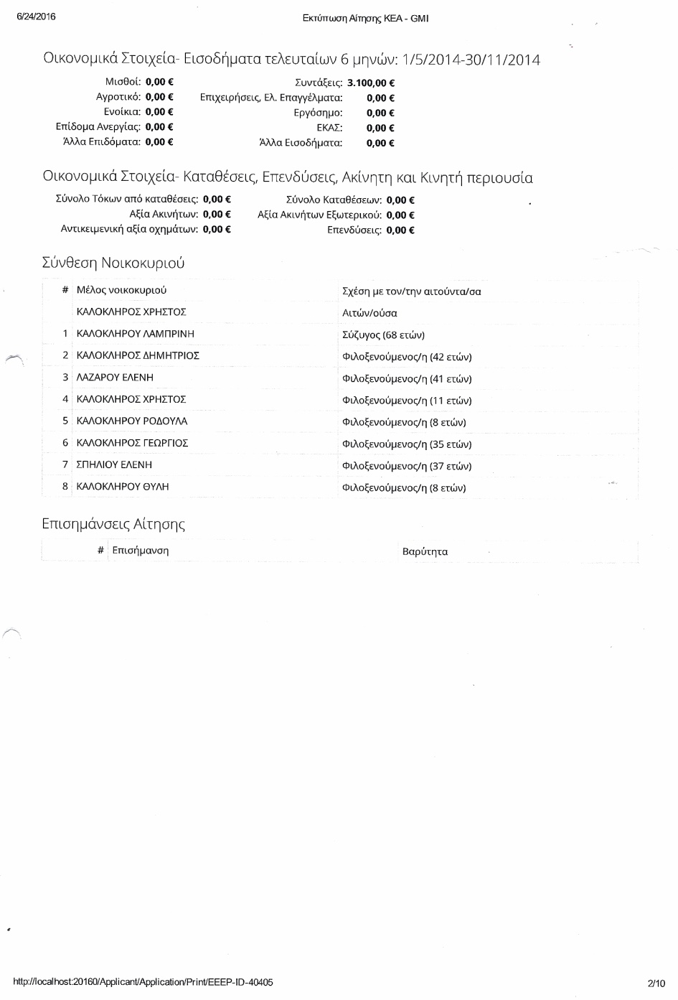 6/24/2016 Εκτύπωση Αίτησης ΚΕΑ - GMI
Οικονομικά Στοιχεία- Εισοδήματα τελευταίων 6 μηνών: 1/5/2014-30/11/2014
Μισθοί: 0,00 € Συντάξεις: 3.100,00 €
Αγροτικό: 0,00 € Επιχειρήσεις, Ελ. Επαγγέλματα: 0,00 €
Ενοίκια: 0,00 € Εργόσημο: 0,00 €
Επίδομα Ανεργίας: 0,00 € ΕΚΑΣ: 0,00 €
Άλλα Επιδόματα: 0,00 € Άλλα Εισοδήματα: 0,00 €
Οικονομικά Στοιχεία- Καταθέσεις, Επενδύσεις, Ακίνητη και Κινητή περιουσία
Σύνολο Τόκων από καταθέσεις: 0,00 € Σύνολο Καταθέσεων: 0,00 €
Αξία Ακινήτων: 0,00 € Αξία Ακινήτων Εξωτερικού: 0,00 €
Αντικειμενική αξία οχημάτων: 0,00 € Επενδύσεις: 0,00 €
Σύνθεση Νοικοκυριού
# Μέλος νοικοκυριού Σχέση με τον/την αιτούντα/σα
ΚΑΛΟΚΛΗΡΟΣ ΧΡΗΣΤΟΣ Αιτών/ούσα
1 ΚΑΛΟΚΛΗΡΟΥ ΛΑΜΠΡΙΝΗ Σύζυγος (68 ετών)
2 ΚΑΛΟΚΛΗΡΟΣ ΔΗΜΗΤΡΙΟΣ Φιλοξενούμενος/η (42 ετών)
3 ΛΑΖΑΡΟΥ ΕΛΕΝΗ Φιλοξενούμενος/η (41 ετών)
4 ΚΑΛΟΚΛΗΡΟΣ ΧΡΗΣΤΟΣ Φιλοξενούμενος/η (11 ετών)
5 ΚΑΛΟΚΛΗΡΟΥ ΡΟΔΟΥΛΑ Φιλοξενούμενος/η (8 ετών)
6 ΚΑΛΟΚΛΗΡΟΣ ΓΕΩΡΓΙΟΣ Φιλοξενούμενος/η (35 ετών)
7 ΣΠΗΛΙΟΥ ΕΛΕΝΗ Φιλοξενούμενος/η (37 ετών)
8 ΚΑΛΟΚΛΗΡΟΥ ΘΥΛΗ Φιλοξενούμενος/η (8 ετών)
Επισημάνσεις Αίτησης
# Επισήμανση Βαρύτητα
http://localhost:20160/Applicant/Application/Print/EEEP-ID-40405 2/10